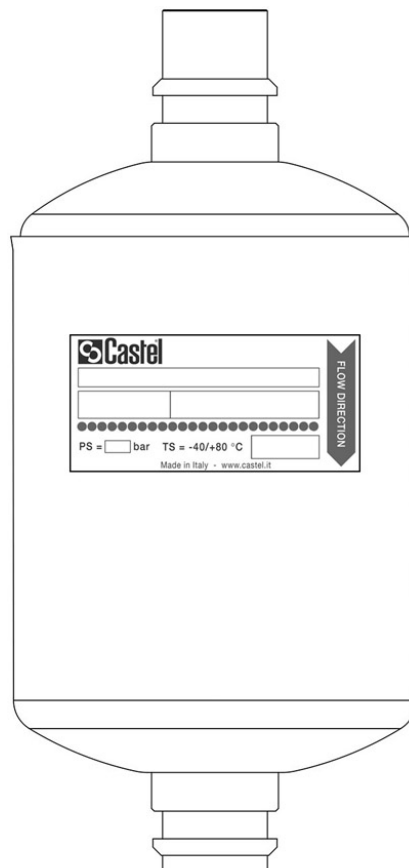 Castel
FLOW DIRECTION
PS = bar TS = -40/+80 °C
Made in Italy - www.castel.it